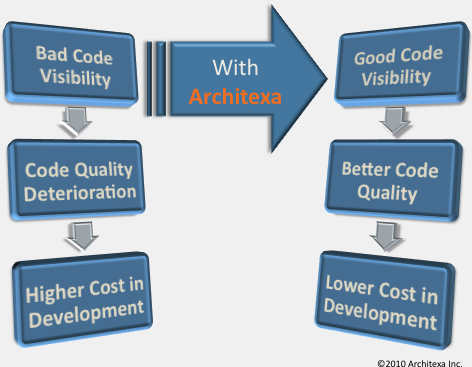 Bad Code
Visibility
With
Architexa
Good Code
Visibility
Code Quality
Deterioration
Better Code
Quality
Higher Cost in
Development
Lower Cost in
Development
©2010 Architexa Inc.